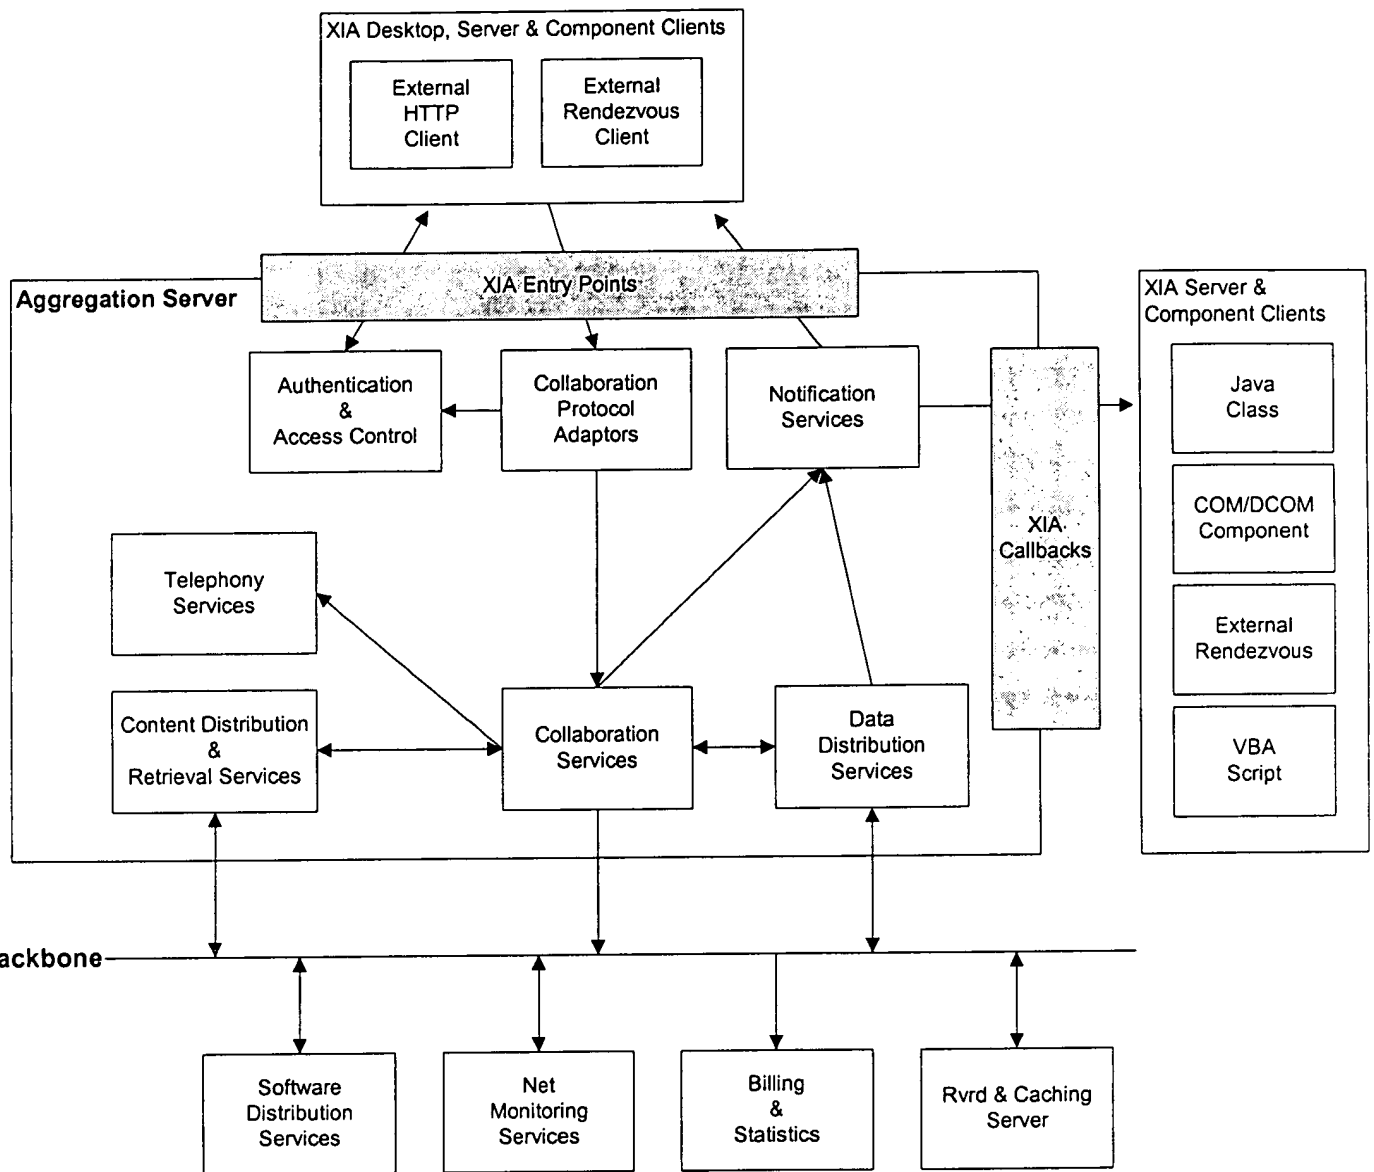 XIA Desktop, Server & Component Clients
External
HTTP
Client
External
Rendezvous
Client
XIA Entry Points
Aggregation Server
XIA Server &
Component Clients
Authentication
&
Access Control
Collaboration
Protocol
Adaptors
Notification
Services
Java
Class
COM/DCOM
Component
XIA
Callbacks
Telephony
Services
External
Rendezvous
Content Distribution
&
Retrieval Services
Collaboration
Services
Data
Distribution
Services
VBA
Script
ackbone
Software
Distribution
Services
Net
Monitoring
Services
Billing
&
Statistics
Rvrd & Caching
Server